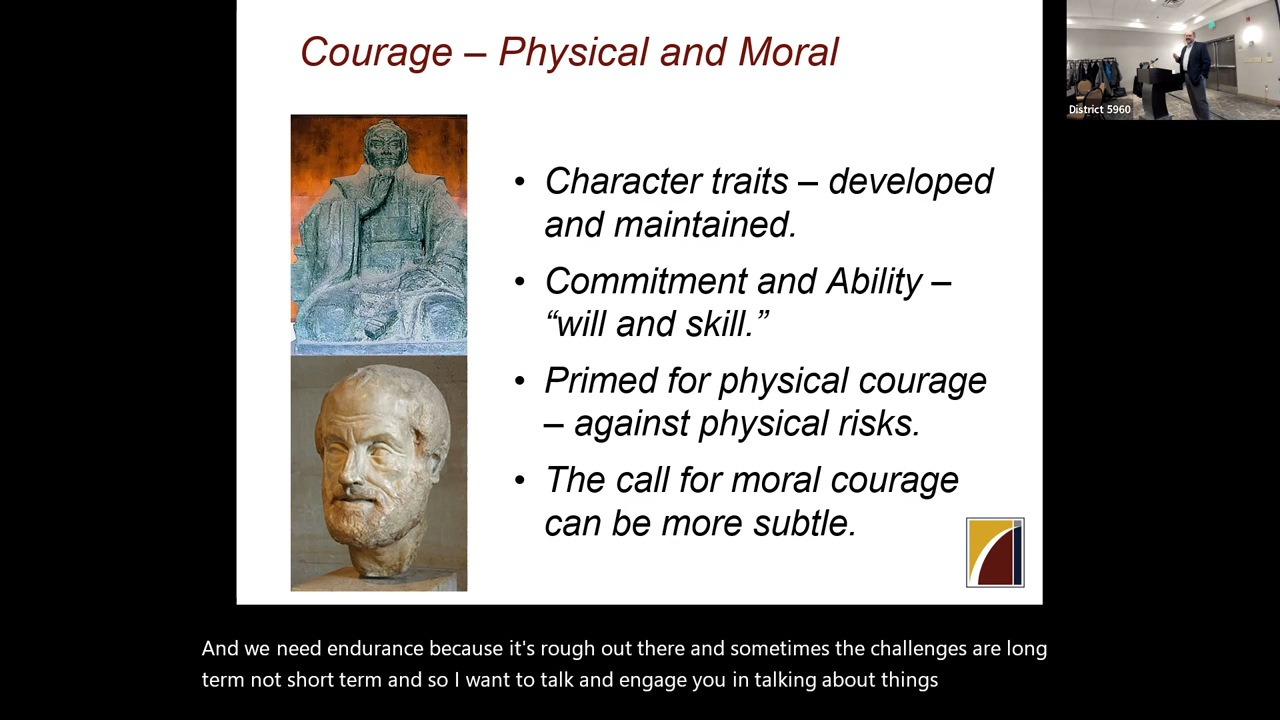 Courage – Physical and Moral
District 5960
• Character traits – developed
and maintained.
• Commitment and Ability –
“will and skill.”
• Primed for physical courage
– against physical risks.
• The call for moral courage
can be more subtle.
And we need endurance because it's rough out there and sometimes the challenges are long
term not short term and so I want to talk and engage you in talking about things